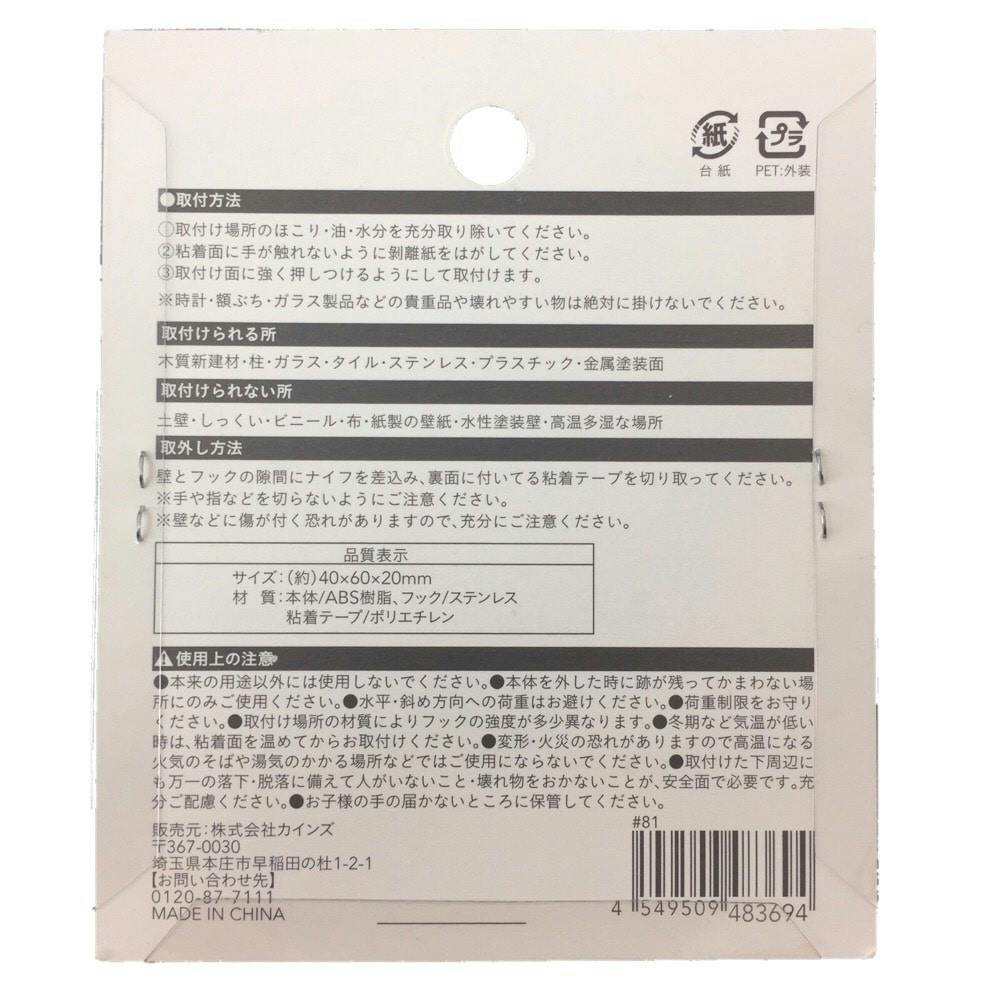 紙
プラ
台紙
PET:外装
●取付方法
①取付け場所のほこり・油・水分を充分取り除いてください。
②粘着面に手が触れないように剥離紙をはがしてください。
③取付け面に強く押しつけるようにして取付けます。
※時計・額ぶち・ガラス製品などの貴重品や壊れやすい物は絶対に掛けないでください。
取付けられる所
木質新建材・柱・ガラス・タイル・ステンレス・プラスチック・金属塗装面
取付けられない所
土壁・しっくい・ビニール・布・紙製の壁紙・水性塗装壁・高温多湿な場所
取外し方法
壁とフックの隙間にナイフを差込み、裏面に付いてる粘着テープを切り取ってください。
※手や指などを切らないようにご注意ください。
※壁などに傷が付く恐れがありますので、充分にご注意ください。
品質表示
サイズ:(約)40×60×20mm
材 質:本体/ABS樹脂、フック/ステンレス
粘着テープ/ポリエチレン
使用上の注意
●本来の用途以外には使用しないでください。●本体を外した時に跡が残ってかまわない場
所にのみご使用ください。●水平・斜め方向への荷重はお避けください。●荷重制限をお守り
ください。●取付け場所の材質によりフックの強度が多少異なります。●冬期など気温が低い
時は、粘着面を温めてからお取付けください。●変形・火災の恐れがありますので高温になる
火気のそばや湯気のかかる場所などではご使用にならないでください。●取付けた下周辺に
も万一の落下・脱落に備えて人がいないこと・壊れ物をおかないことが、安全面で必要です。充
分ご配慮ください。●お子様の手の届かないところに保管してください。
販売元:株式会社カインズ
〒367-0030
埼玉県本庄市早稲田の杜1-2-1
【お問い合わせ先】
0120-87-7111
MADE IN CHINA
#81
4 549509 483694